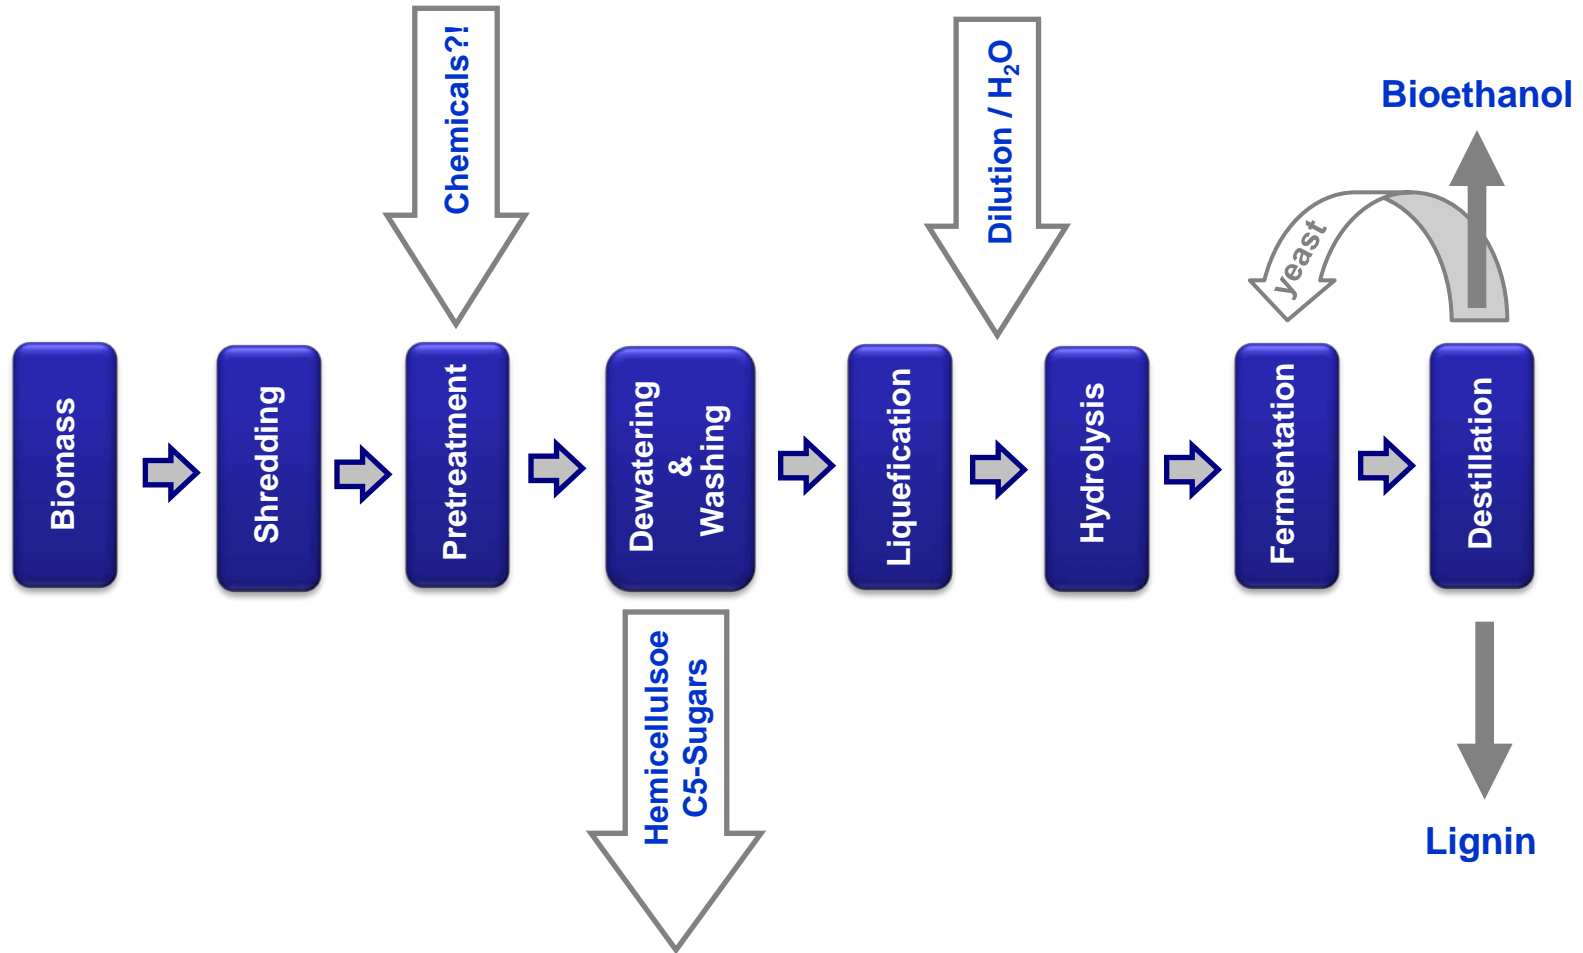 Chemicals?!
Dilution / H₂O
Bioethanol
yeast
Biomass
Shredding
Pretreatment
Dewatering
&
Washing
Liquefication
Hydrolysis
Fermentation
Destillation
Hemicellulsoe
C5-Sugars
Lignin